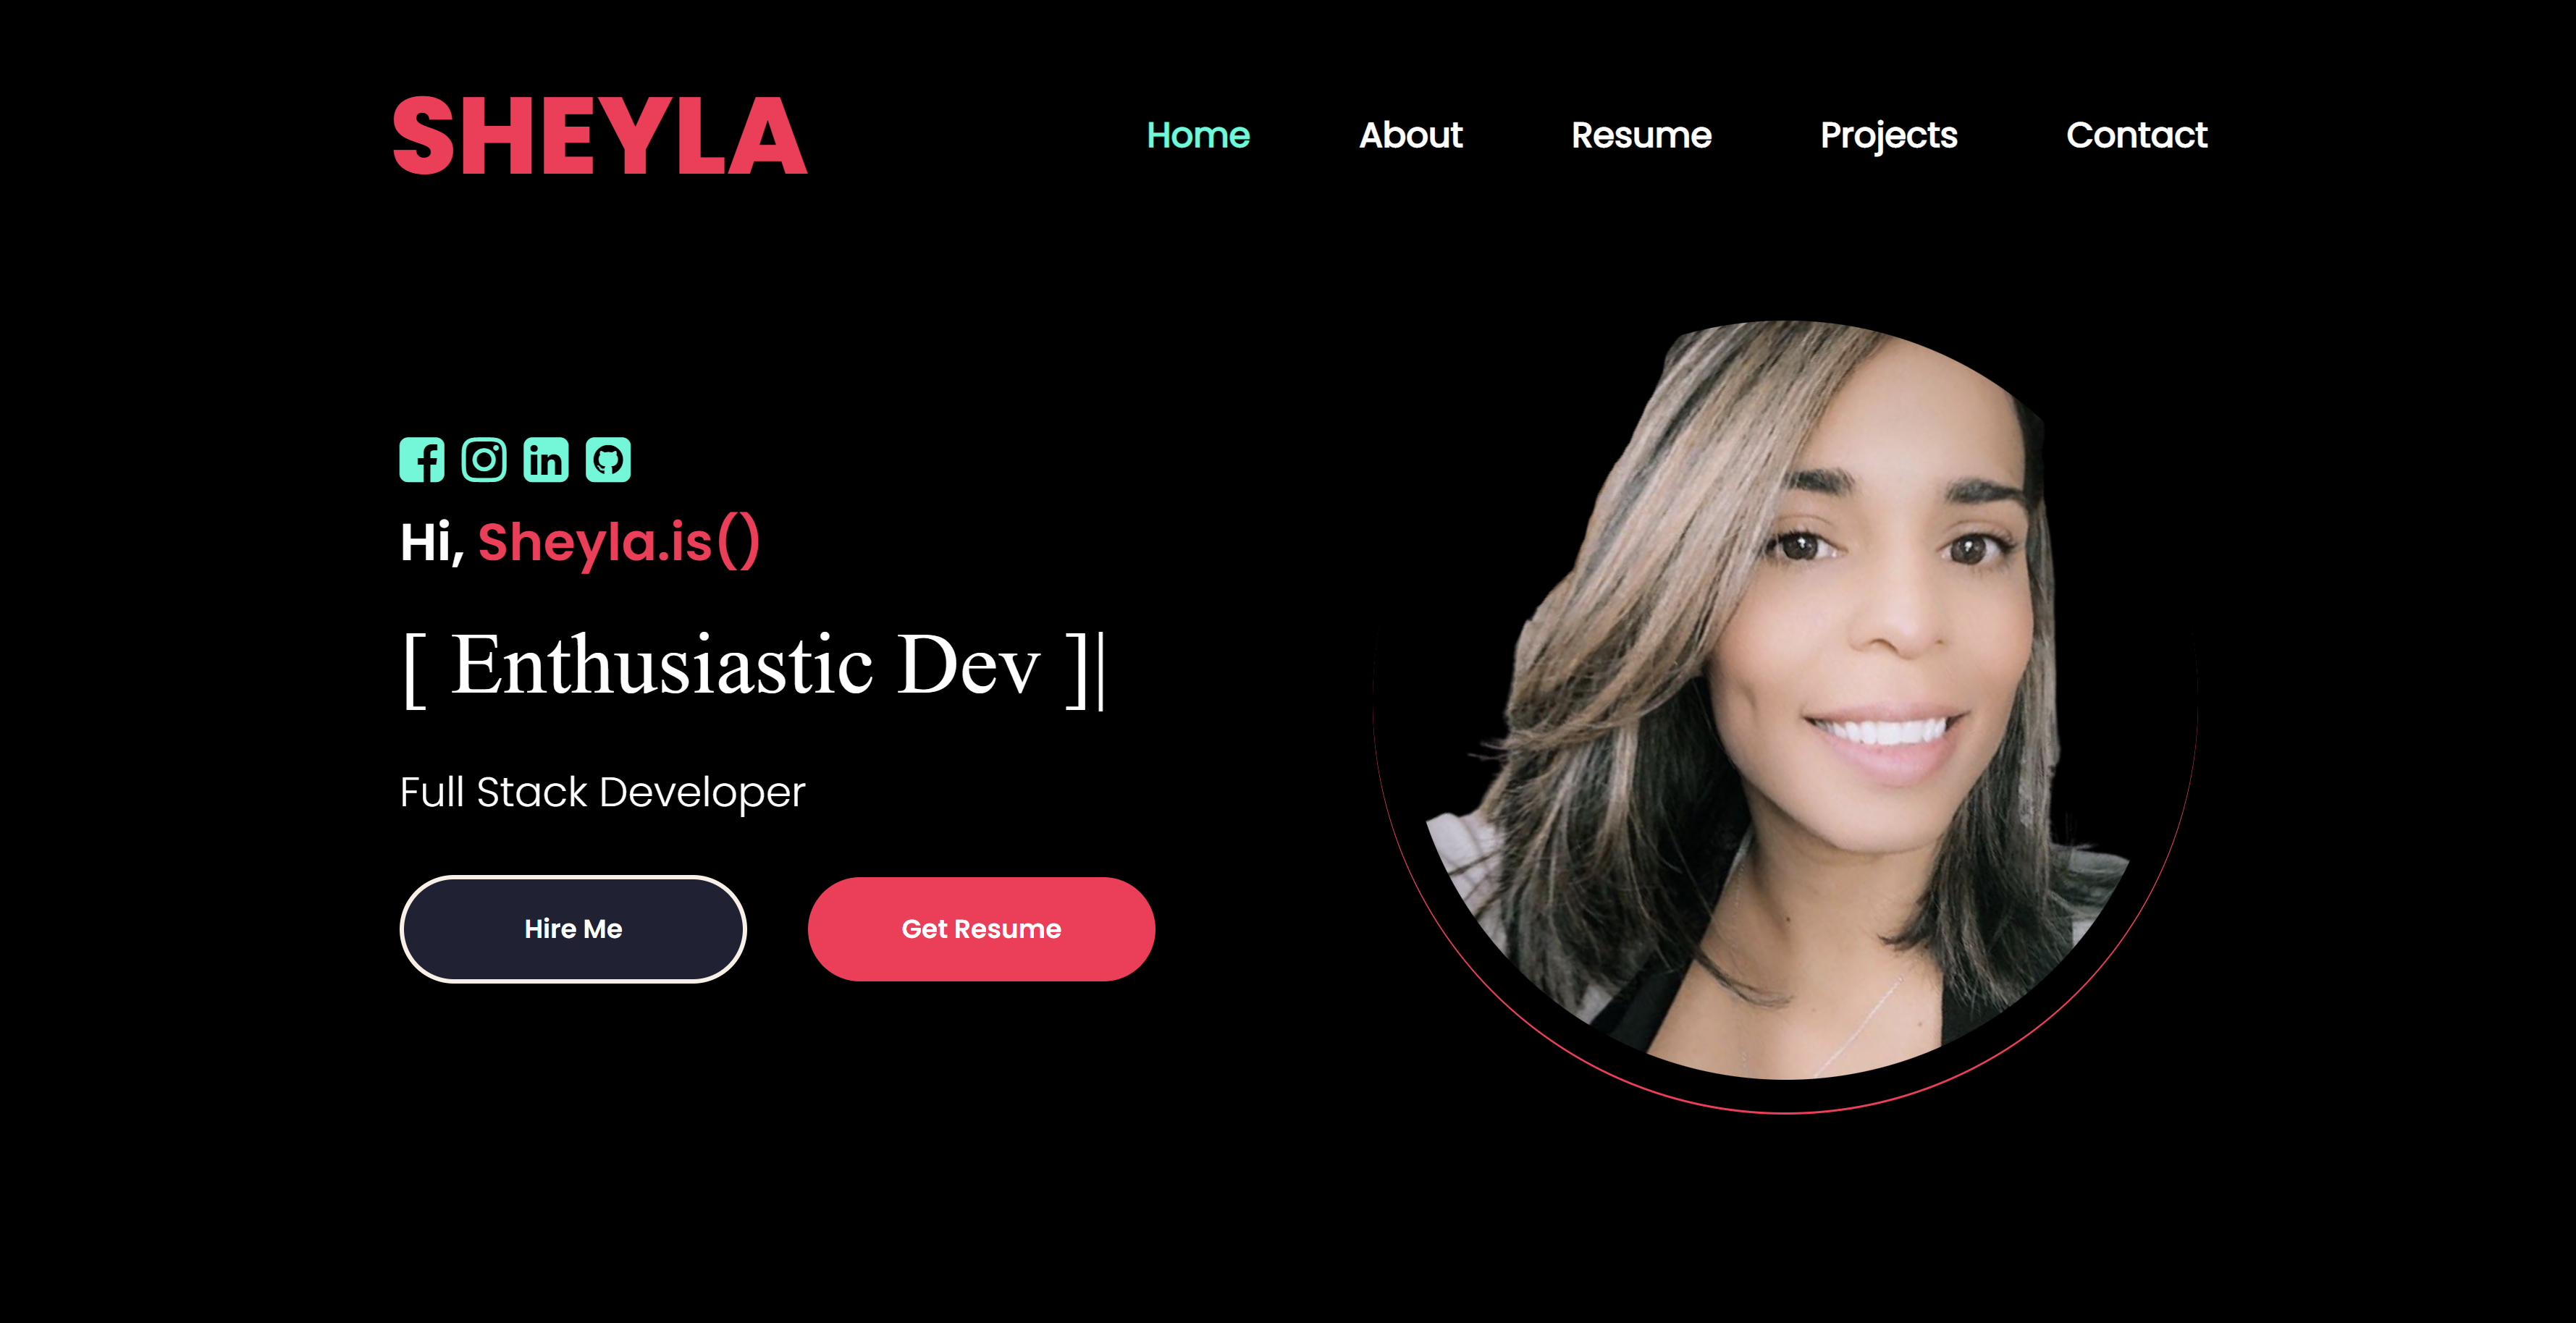 SHEYLA
Home About Resume Projects Contact
Hi, Sheyla.is()
[ Enthusiastic Dev ]|
Full Stack Developer
Hire Me Get Resume